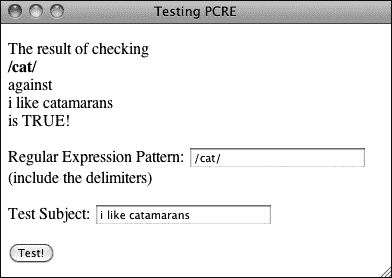 Testing PCRE
The result of checking
/cat/
against
i like catamarans
is TRUE!
Regular Expression Pattern: /cat/
(include the delimiters)
Test Subject: i like catamarans
Test!